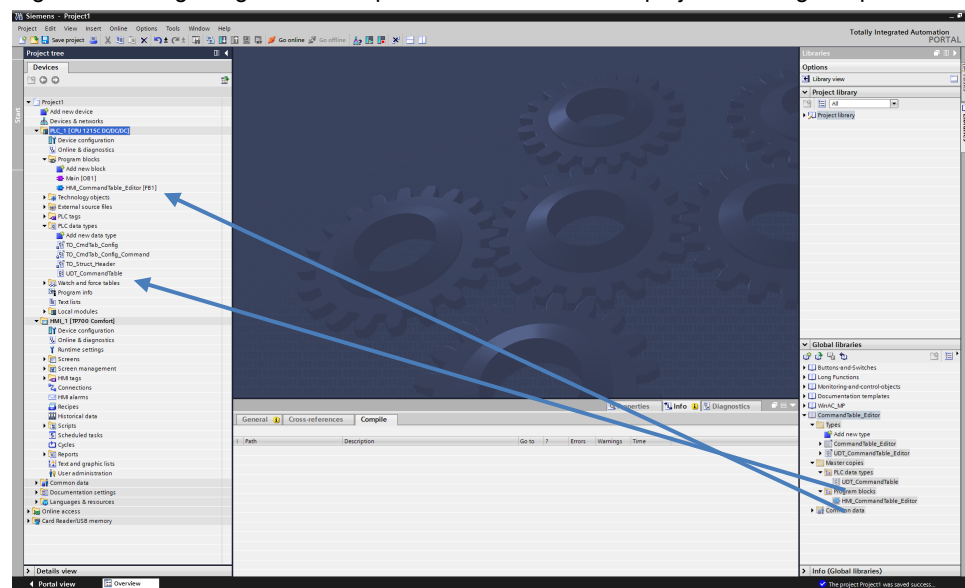 Siemens - Project1
Project Edit View Insert Online Options Tools Window Help
Totally Integrated Automation
PORTAL
Save project
Go online
Go offline
Project tree
Devices
Start
Project1
Add new device
Devices & networks
PLC_1 [CPU 1215C DC/DC/DC]
Device configuration
Online & diagnostics
Program blocks
Add new block
Main [OB1]
HMI_CommandTable_Editor [FB1]
Technology objects
External source files
PLC tags
PLC data types
Add new data type
TO_CmdTab_Config
TO_CmdTab_Config_Command
TO_Struct_Header
UDT_CommandTable
Watch and force tables
Program info
Text lists
Local modules
HMI_1 [TP700 Comfort]
Device configuration
Online & diagnostics
Runtime settings
Screens
Screen management
HMI tags
Connections
HMI alarms
Recipes
Historical data
Scripts
Scheduled tasks
Cycles
Reports
Text and graphic lists
User administration
Common data
Documentation settings
Languages & resources
Online access
Card Reader/USB memory
Details view
Portal view
Overview
Properties
Info
Diagnostics
General
Cross-references
Compile
! Path Description Go to ? Errors Warnings Time
Libraries
Options
Library view
Project library
All
Project library
Global libraries
Buttons-and-Switches
Long Functions
Monitoring-and-control-objects
Documentation templates
WinAC_MP
CommandTable_Editor
Types
Add new type
CommandTable_Editor
UDT_CommandTable_Editor
Master copies
PLC data types
UDT_CommandTable
Program blocks
HMI_CommandTable_Editor
Common data
Info (Global libraries)
The project Project1 was saved success...